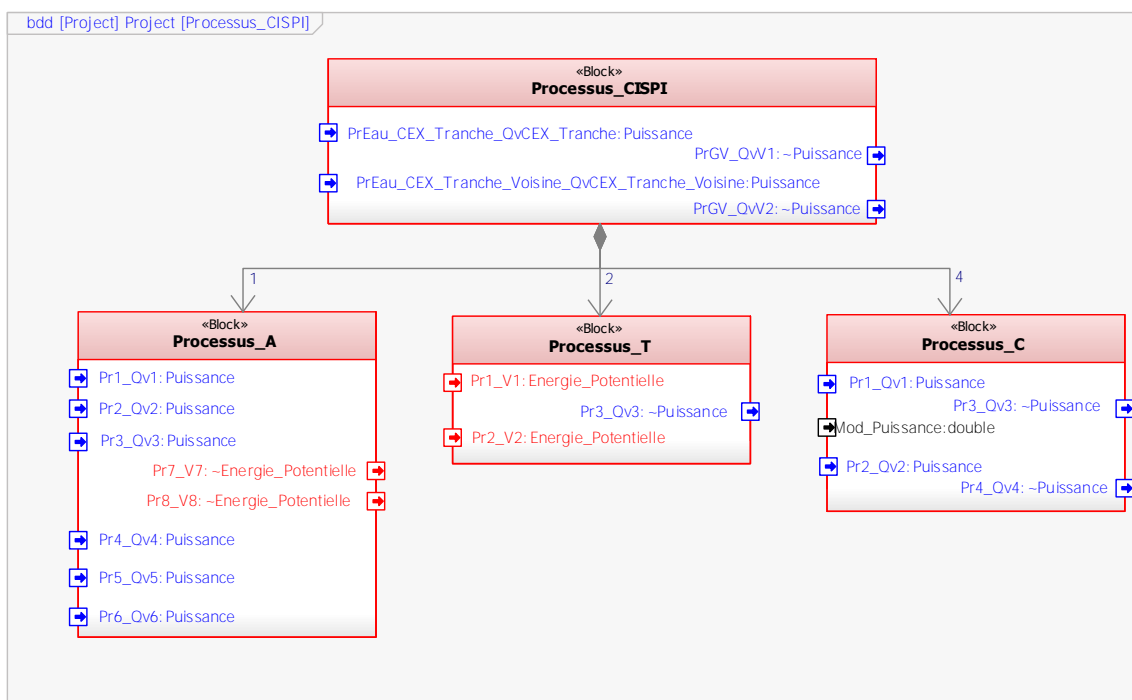 bdd [Project] Project [Processus_CISPI]
«Block»
Processus_CISPI
PrEau_CEX_Tranche_QvCEX_Tranche: Puissance
PrGV_QvV1: ~Puissance
PrEau_CEX_Tranche_Voisine_QvCEX_Tranche_Voisine: Puissance
PrGV_QvV2: ~Puissance
1
2
4
«Block»
Processus_A
Pr1_Qv1: Puissance
Pr2_Qv2: Puissance
Pr3_Qv3: Puissance
Pr7_V7: ~Energie_Potentielle
Pr8_V8: ~Energie_Potentielle
Pr4_Qv4: Puissance
Pr5_Qv5: Puissance
Pr6_Qv6: Puissance
«Block»
Processus_T
Pr1_V1: Energie_Potentielle
Pr3_Qv3: ~Puissance
Pr2_V2: Energie_Potentielle
«Block»
Processus_C
Pr1_Qv1: Puissance
Pr3_Qv3: ~Puissance
Mod_Puissance: double
Pr2_Qv2: Puissance
Pr4_Qv4: ~Puissance